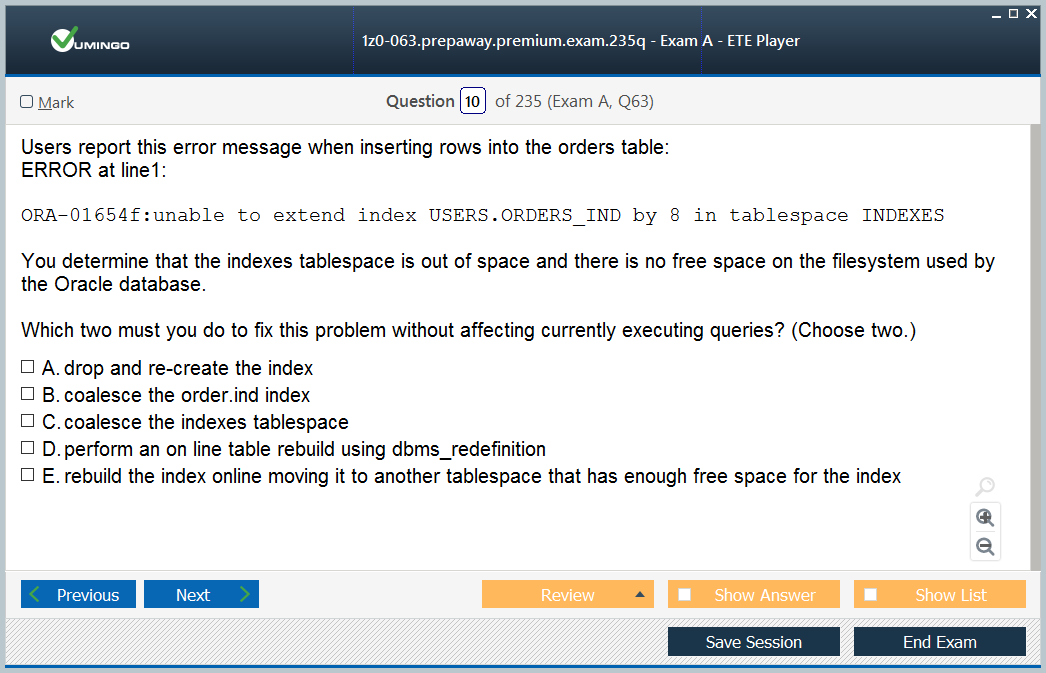 VUMINGO
1z0-063.prepaway.premium.exam.235q - Exam A - ETE Player
Mark
Question 10 of 235 (Exam A, Q63)
Users report this error message when inserting rows into the orders table:
ERROR at line1:
ORA-01654f:unable to extend index USERS.ORDERS_IND by 8 in tablespace INDEXES
You determine that the indexes tablespace is out of space and there is no free space on the filesystem used by
the Oracle database.
Which two must you do to fix this problem without affecting currently executing queries? (Choose two.)
A. drop and re-create the index
B. coalesce the order.ind index
C. coalesce the indexes tablespace
D. perform an on line table rebuild using dbms_redefinition
E. rebuild the index online moving it to another tablespace that has enough free space for the index
Previous
Next
Review
Show Answer
Show List
Save Session
End Exam